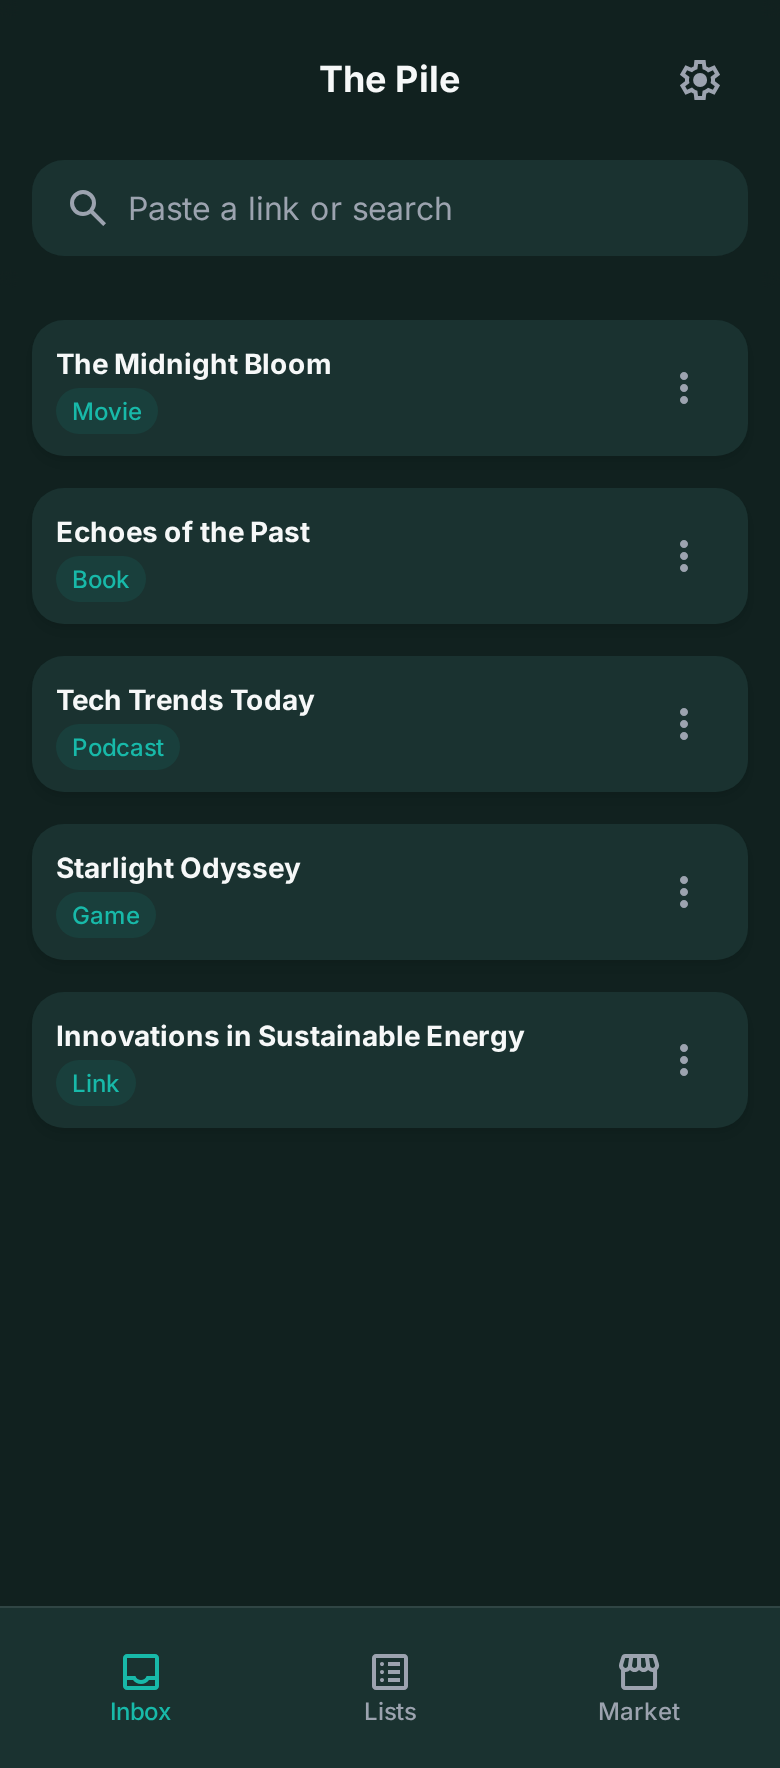 The Pile
Paste a link or search
The Midnight Bloom
Movie
Echoes of the Past
Book
Tech Trends Today
Podcast
Starlight Odyssey
Game
Innovations in Sustainable Energy
Link
Inbox
Lists
Market